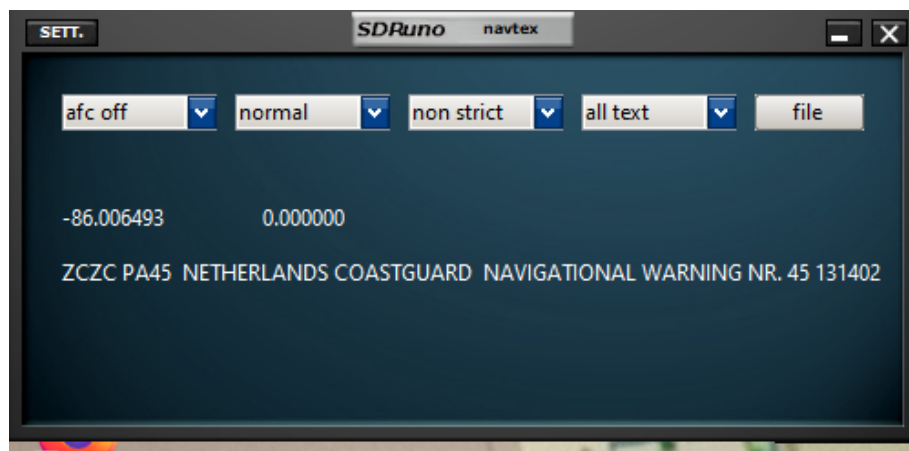 SETT. SDRuno navtex
afc off normal non strict all text file
-86.006493 0.000000
ZCZC PA45 NETHERLANDS COASTGUARD NAVIGATIONAL WARNING NR. 45 131402